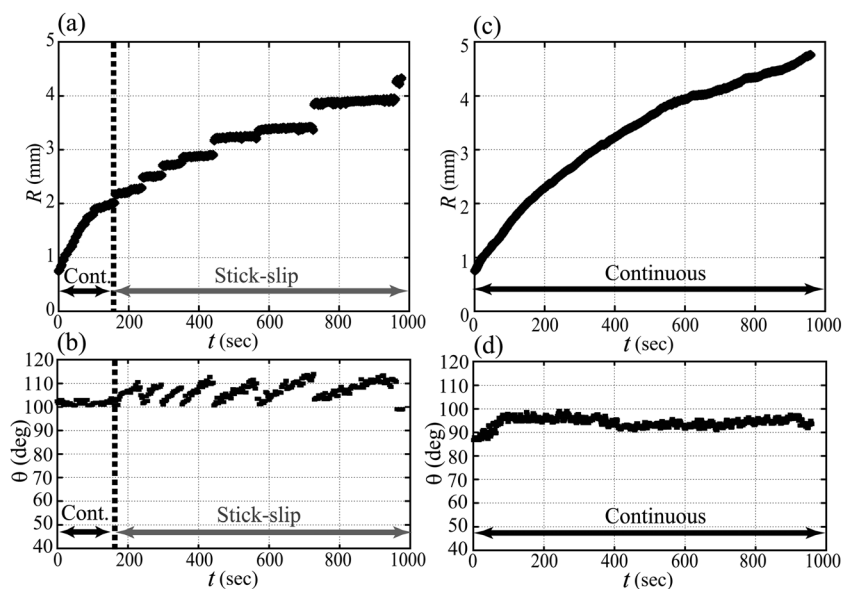 (a)
5
4
3
2
1
0
R (mm)
Cont.
Stick-slip
0 200 400 600 800 1000
t (sec)
(c)
5
4
3
2
1
0
R (mm)
Continuous
0 200 400 600 800 1000
t (sec)
(b)
120
110
100
90
80
70
60
50
40
θ (deg)
Cont.
Stick-slip
0 200 400 600 800 1000
t (sec)
(d)
120
110
100
90
80
70
60
50
40
θ (deg)
Continuous
0 200 400 600 800 1000
t (sec)